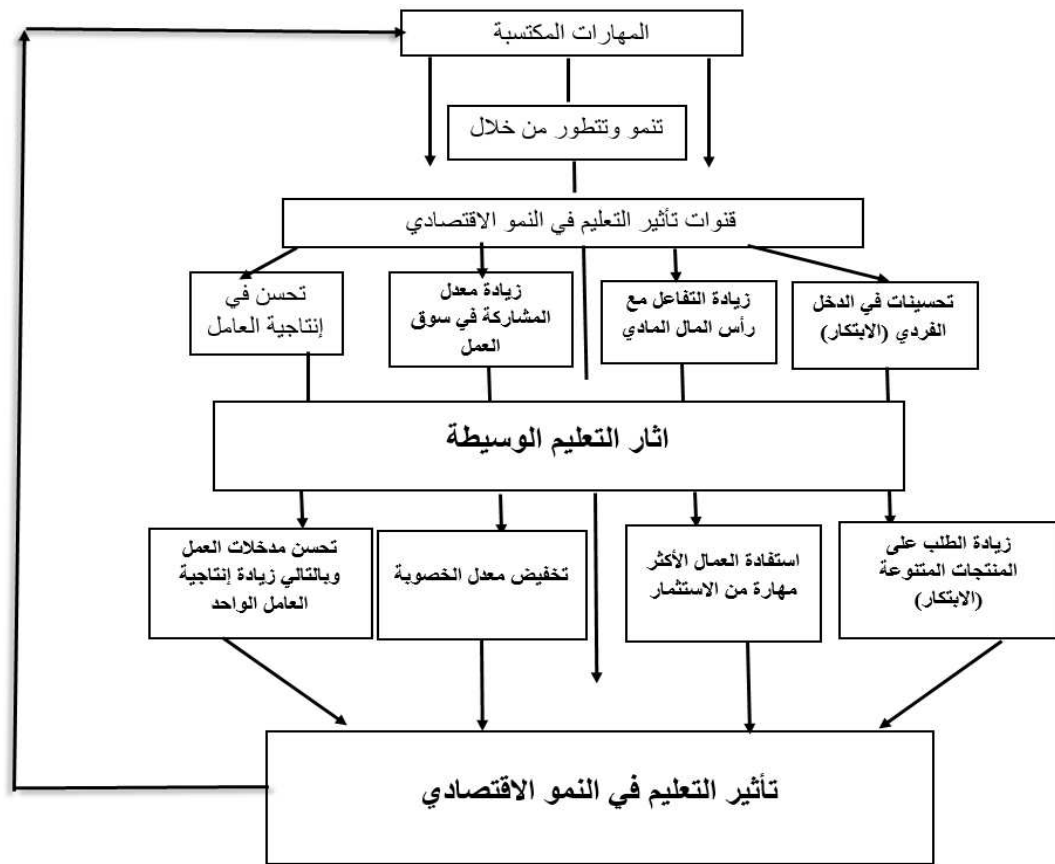 المهارات المكتسبة
تنمو وتتطور من خلال
قنوات تأثير التعليم في النمو الاقتصادي
تحسينات في الدخل
الفردي (الابتكار)
زيادة التفاعل مع
رأس المال المادي
زيادة معدل
المشاركة في سوق
العمل
تحسن في
إنتاجية العامل
اثار التعليم الوسيطة
زيادة الطلب على
المنتجات المتنوعة
(الابتكار)
استفادة العمال الأكثر
مهارة من الاستثمار
تخفيض معدل الخصوبة
تحسن مدخلات العمل
وبالتالي زيادة إنتاجية
العامل الواحد
تأثير التعليم في النمو الاقتصادي